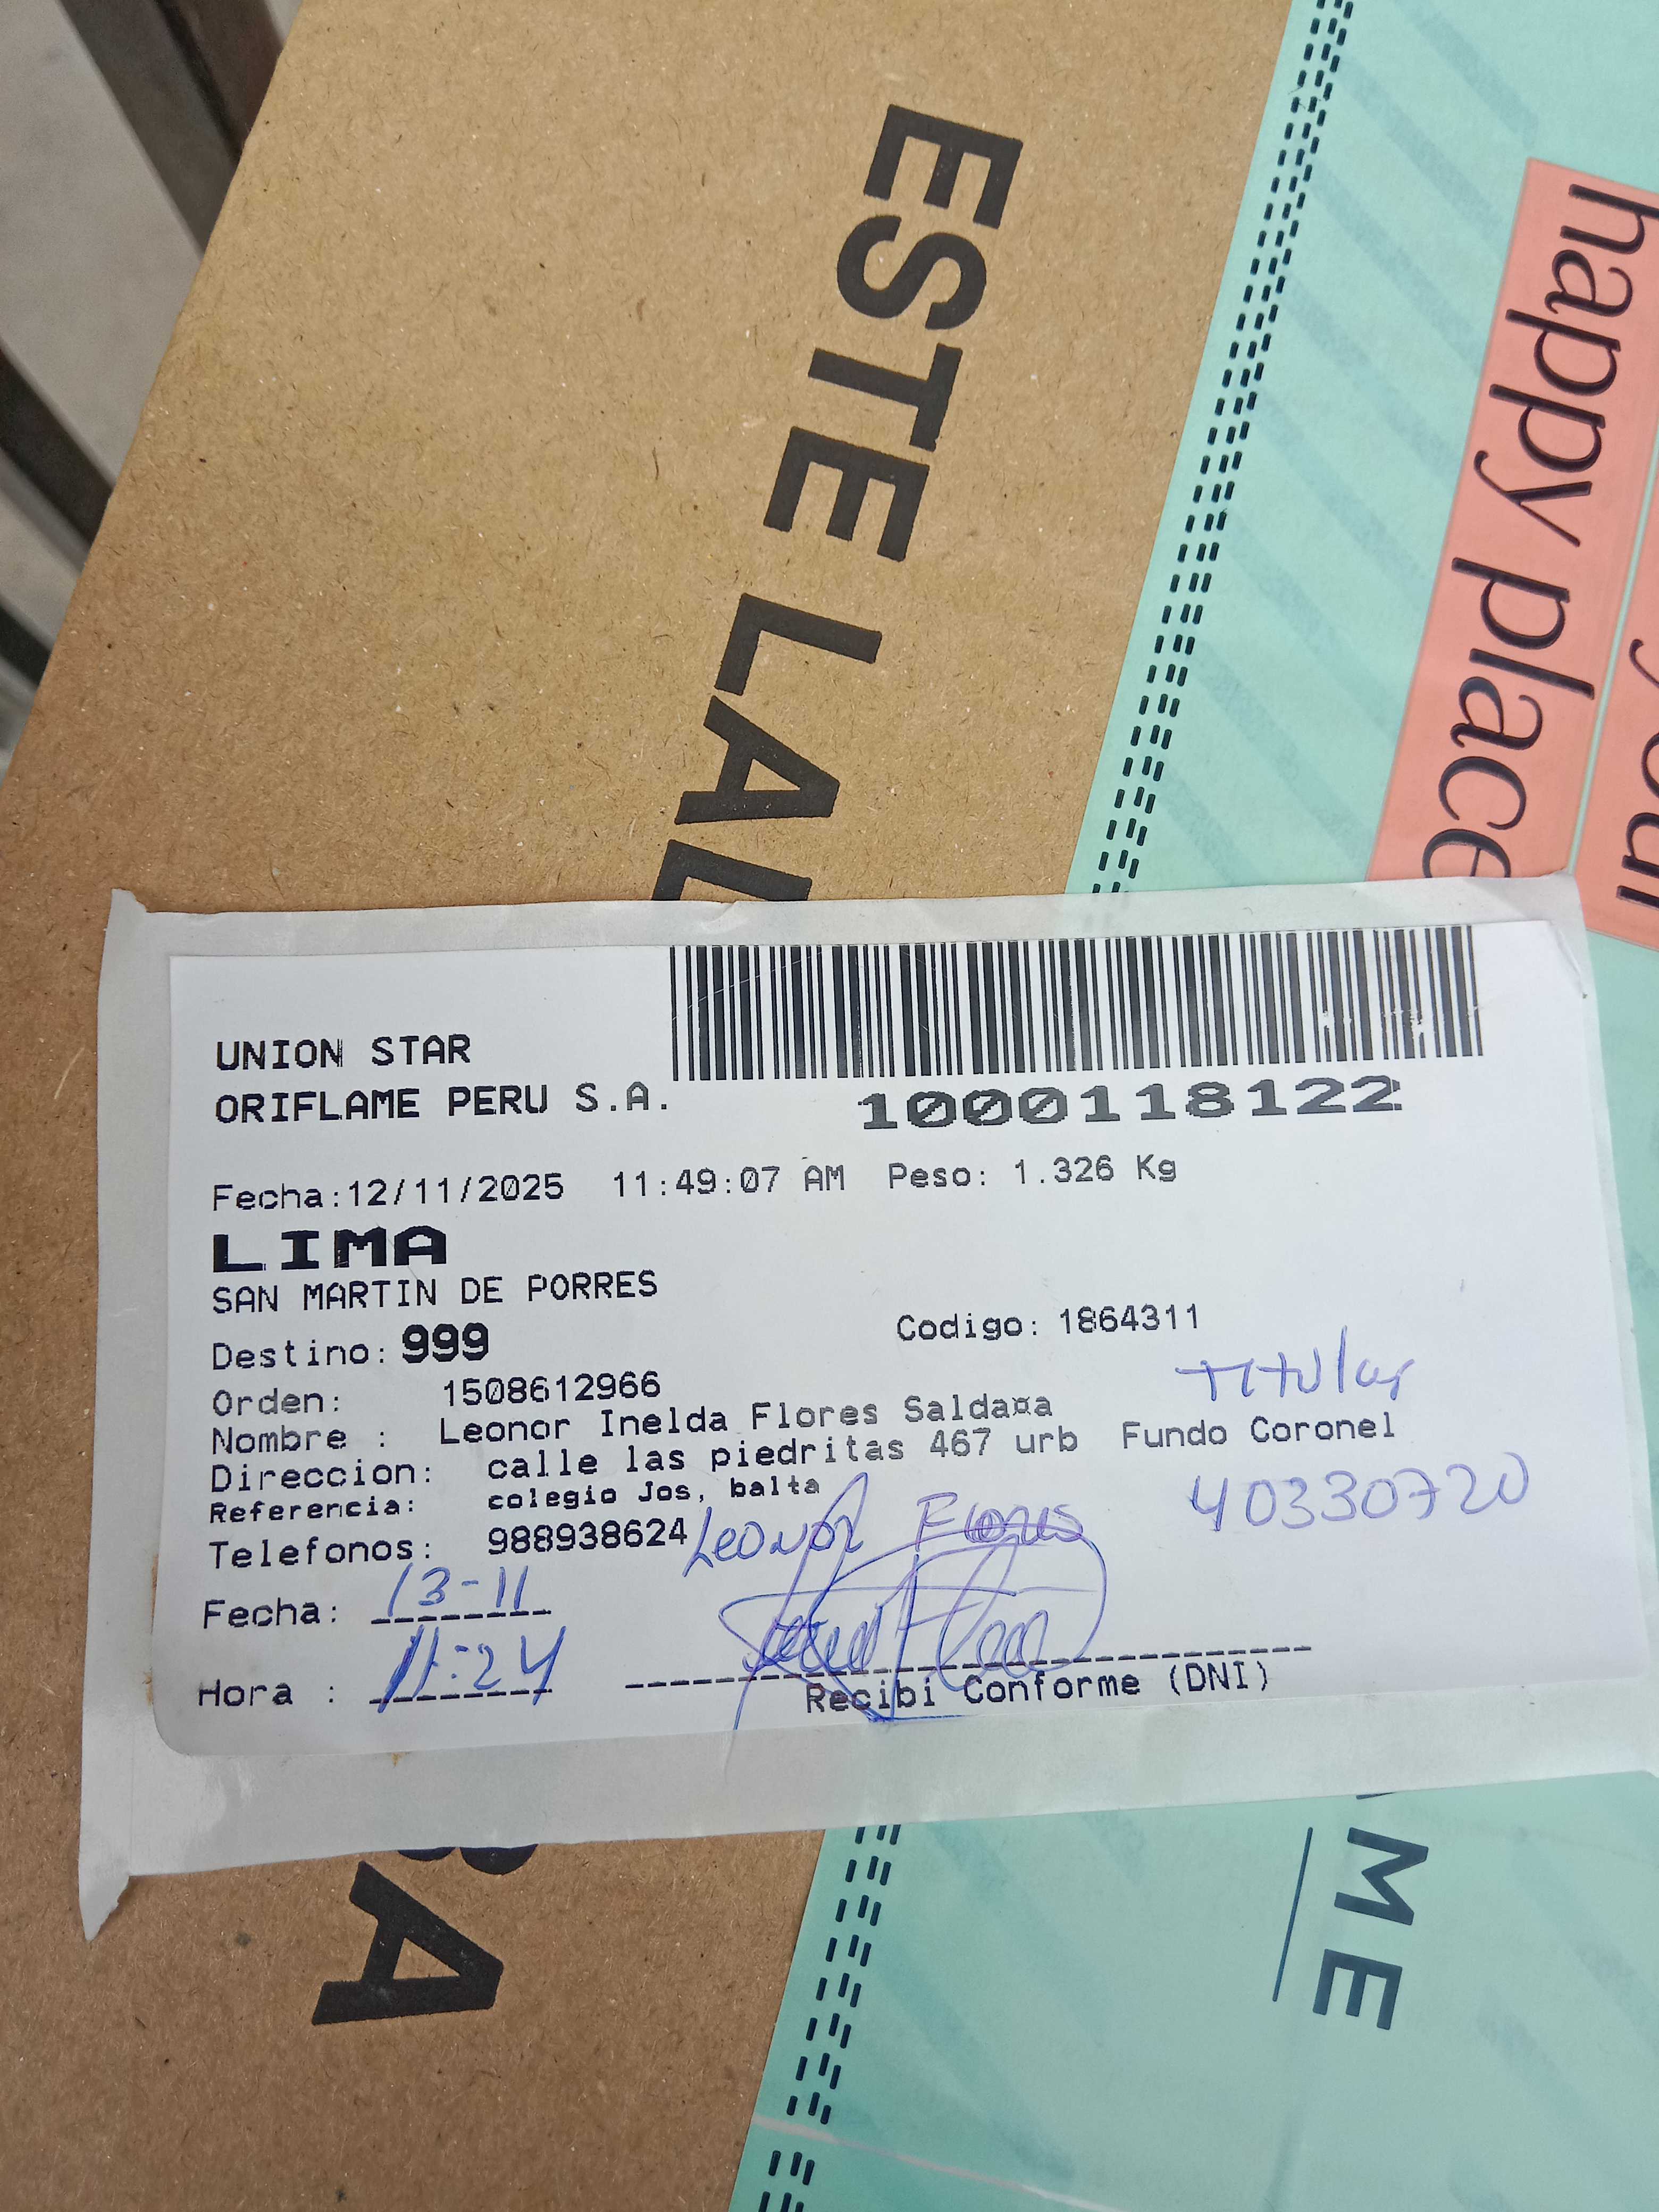 ESTE LAD
happy place
UNION STAR
ORIFLAME PERU S.A.
1000118122
Fecha:12/11/2025 11:49:07 AM Peso: 1.326 Kg
LIMA
SAN MARTIN DE PORRES
Destino: 999 Codigo: 1864311
Titular
Orden: 1508612966
Nombre : Leonor Inelda Flores Salda¤a
Direccion: calle las piedritas 467 urb Fundo Coronel
Referencia: colegio Jos, balta
40330720
Telefonos: 988938624
Leonor Flores
Fecha: 13-11
Hora : 11:24
Recibi Conforme (DNI)
BA
ME